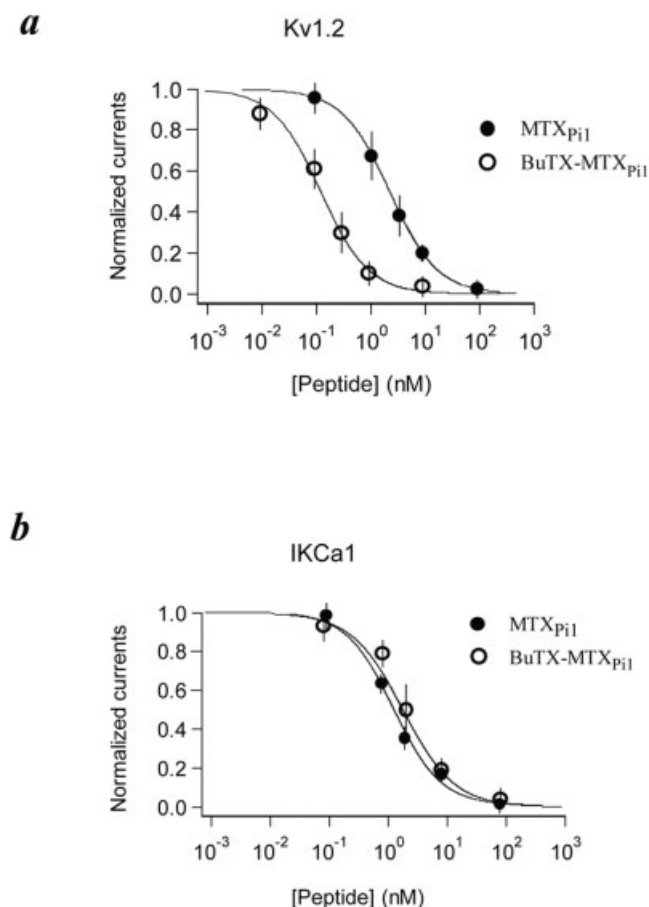 a
Kv1.2
Normalized currents
1.0
0.8
0.6
0.4
0.2
0.0
MTXPi1
BuTX-MTXPi1
10-3 10-2 10-1 100 101 102 103
[Peptide] (nM)
b
IKCa1
Normalized currents
1.0
0.8
0.6
0.4
0.2
0.0
MTXPi1
BuTX-MTXPi1
10-3 10-2 10-1 100 101 102 103
[Peptide] (nM)